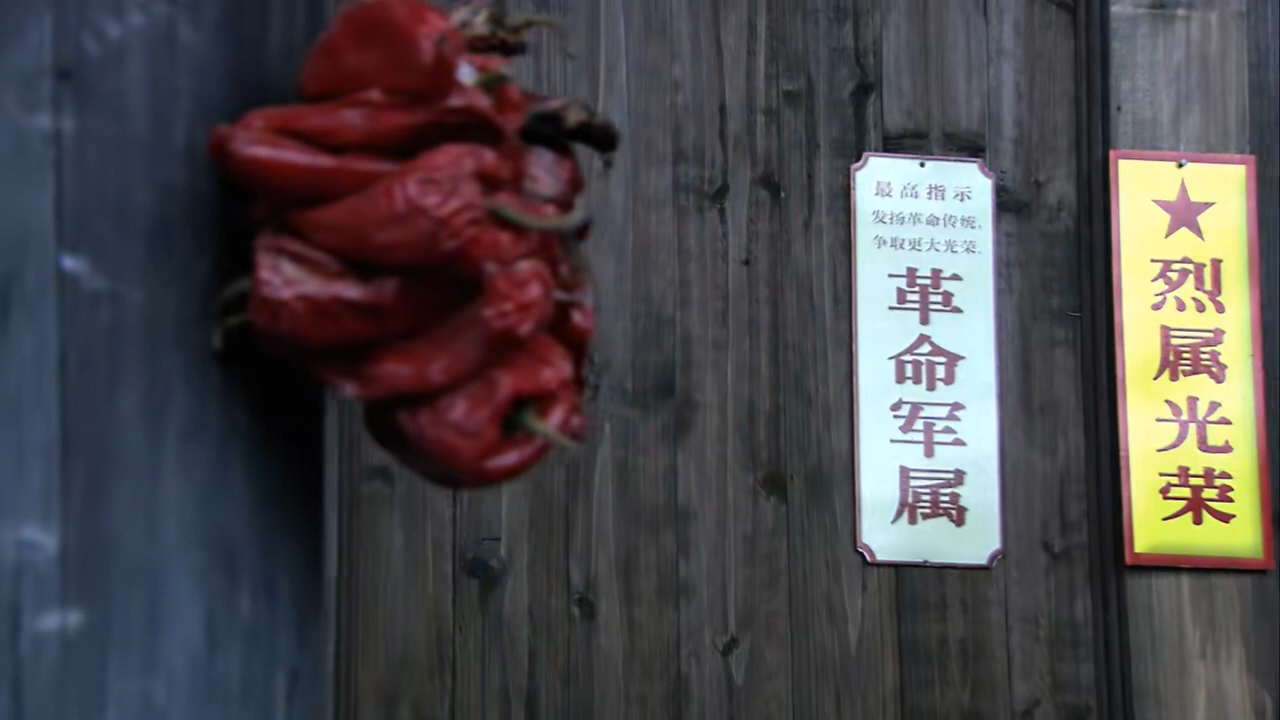 最高指示
发扬革命传统,
争取更大光荣.
革命军属
烈属光荣